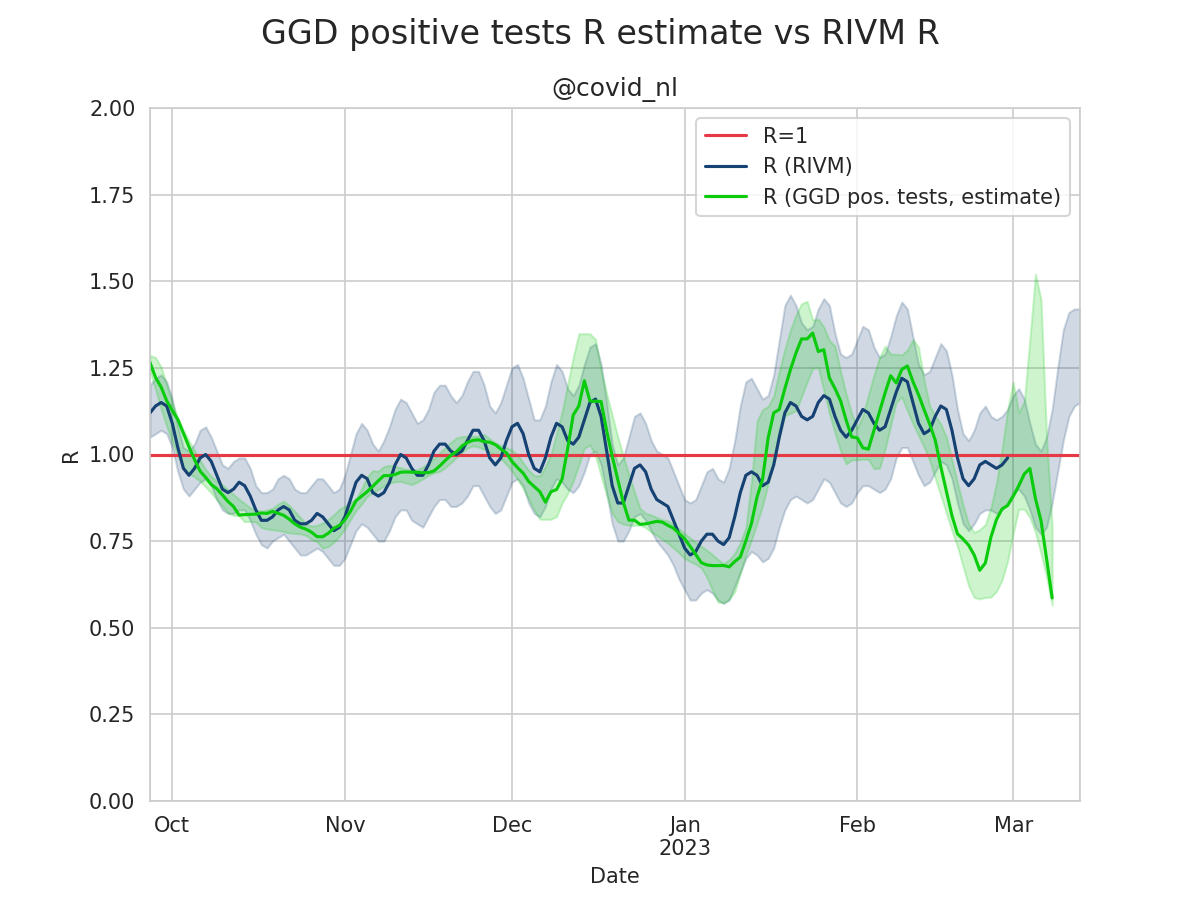 GGD positive tests R estimate vs RIVM R
@covid_nl
R=1
R (RIVM)
R (GGD pos. tests, estimate)
2.00
1.75
1.50
1.25
1.00
0.75
0.50
0.25
0.00
R
Oct Nov Dec Jan Feb Mar
2023
Date